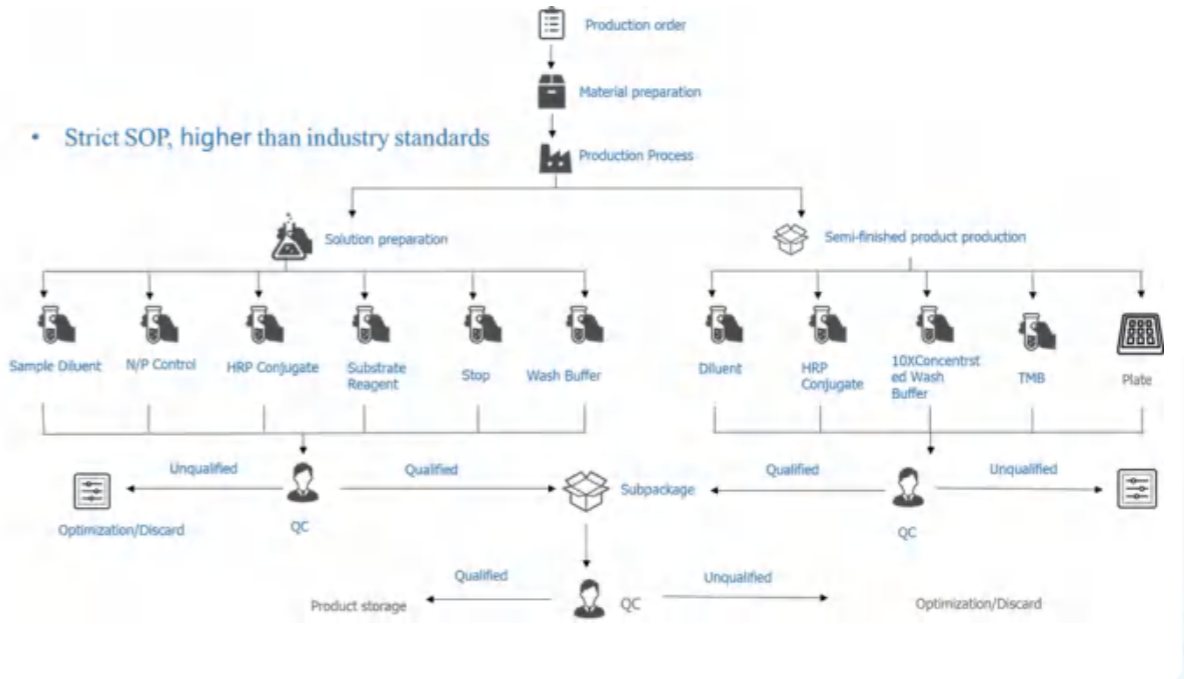 Production order
Material preparation
• Strict SOP, higher than industry standards
Production Process
Solution preparation
Semi-finished product production
Sample Diluent
N/P Control
HRP Conjugate
Substrate
Reagent
Stop
Wash Buffer
Diluent
HRP
Conjugate
10XConcentrst
ed Wash
Buffer
TMB
Plate
Unqualified
Qualified
Subpackage
Qualified
Unqualified
Optimization/Discard
QC
QC
Qualified
Unqualified
Product storage
QC
Optimization/Discard